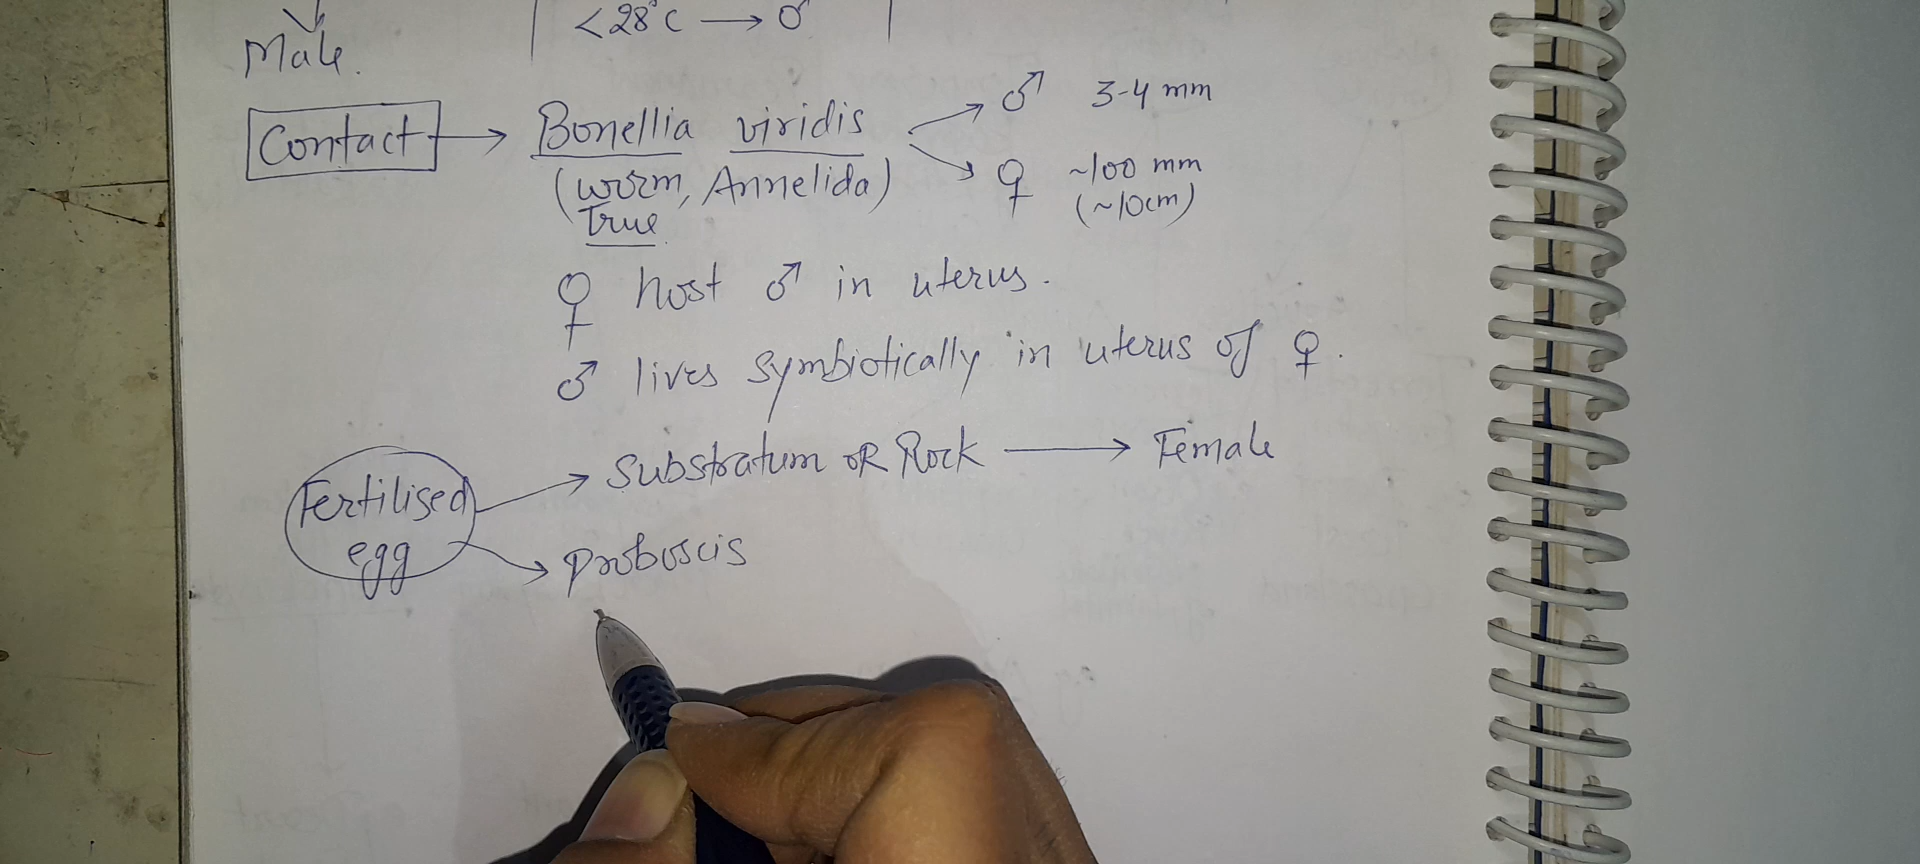 <28°C → ♂
Male.
Contact → Bonellia viridis
♂ 3-4 mm
(worm, Annelida)
True
♀ ~100 mm
(~10cm)
♀ host ♂ in uterus.
♂ lives symbiotically in uterus of ♀.
Fertilised egg → Substratum OR Rock → Female
→ Proboscis